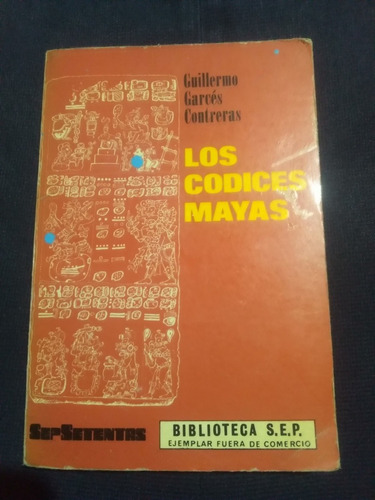 Guillermo
Garcés
Contreras
LOS
CODICES
MAYAS
SEPSETENTAS
BIBLIOTECA S.E.P.
EJEMPLAR FUERA DE COMERCIO